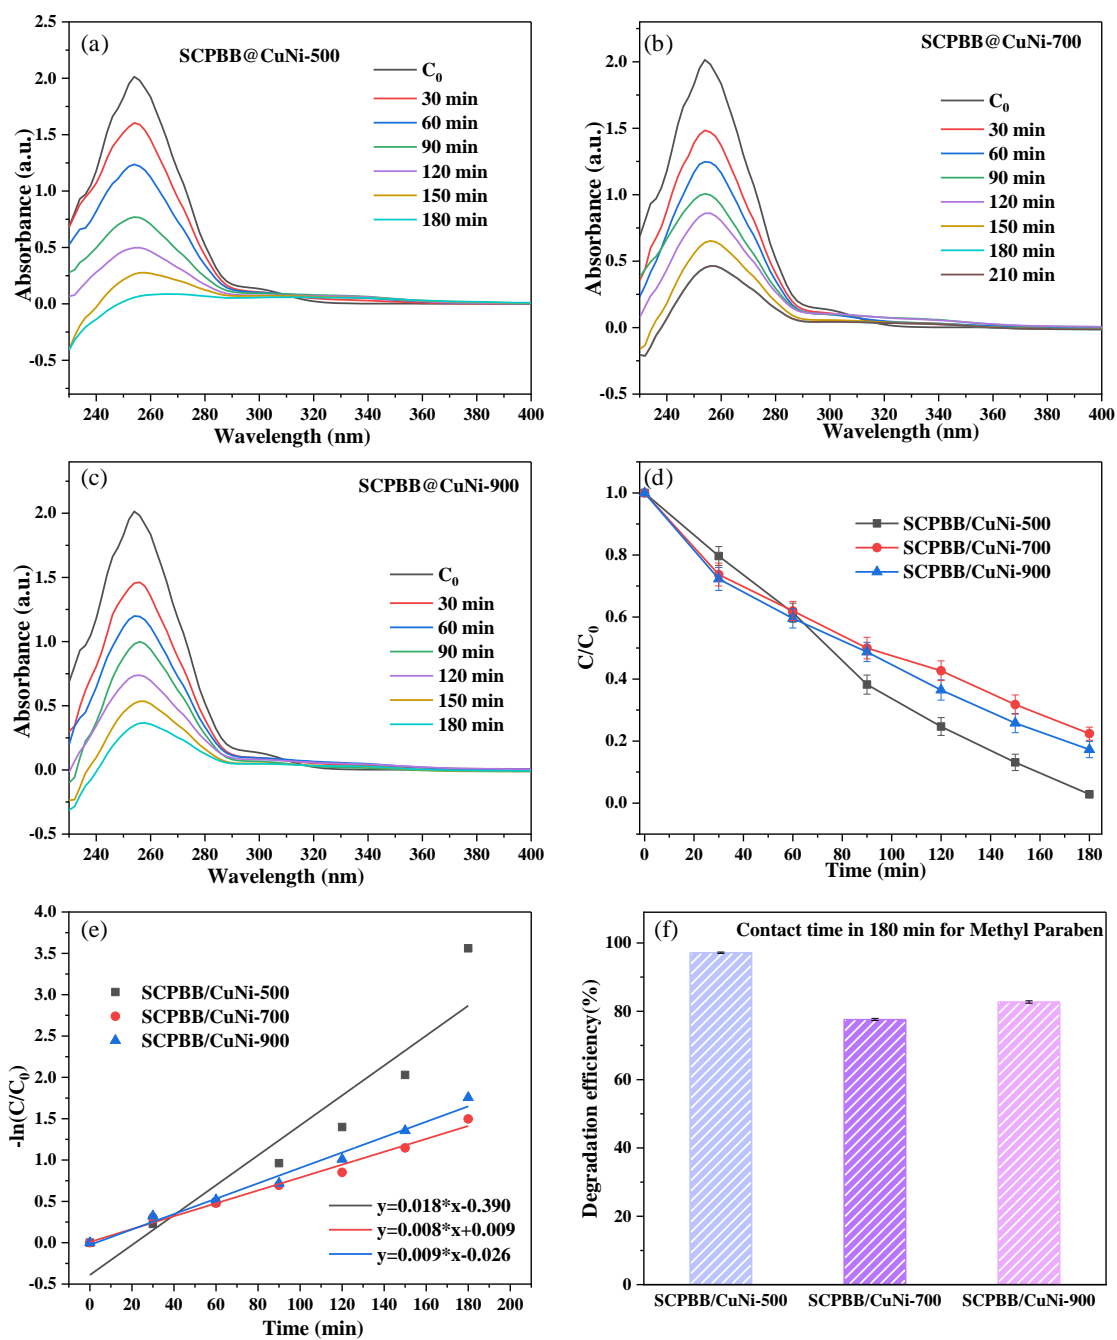 (a)
SCPBB@CuNi-500
C0
30 min
60 min
90 min
120 min
150 min
180 min
2.5
2.0
1.5
1.0
0.5
0.0
-0.5
Absorbance (a.u.)
240 260 280 300 320 340 360 380 400
Wavelength (nm)
(b)
SCPBB@CuNi-700
C0
30 min
60 min
90 min
120 min
150 min
180 min
210 min
2.0
1.5
1.0
0.5
0.0
-0.5
Absorbance (a.u.)
240 260 280 300 320 340 360 380 400
Wavelength (nm)
(c)
SCPBB@CuNi-900
C0
30 min
60 min
90 min
120 min
150 min
180 min
2.0
1.5
1.0
0.5
0.0
-0.5
Absorbance (a.u.)
240 260 280 300 320 340 360 380 400
Wavelength (nm)
(d)
SCPBB/CuNi-500
SCPBB/CuNi-700
SCPBB/CuNi-900
1.0
0.8
0.6
0.4
0.2
0.0
C/C0
0 20 40 60 80 100 120 140 160 180
Time (min)
(e)
SCPBB/CuNi-500
SCPBB/CuNi-700
SCPBB/CuNi-900
y=0.018*x-0.390
y=0.008*x+0.009
y=0.009*x-0.026
4.0
3.5
3.0
2.5
2.0
1.5
1.0
0.5
0.0
-0.5
-ln(C/C0)
0 20 40 60 80 100 120 140 160 180 200
Time (min)
(f)
Contact time in 180 min for Methyl Paraben
100
80
60
40
20
0
Degradation efficiency(%)
SCPBB/CuNi-500 SCPBB/CuNi-700 SCPBB/CuNi-900